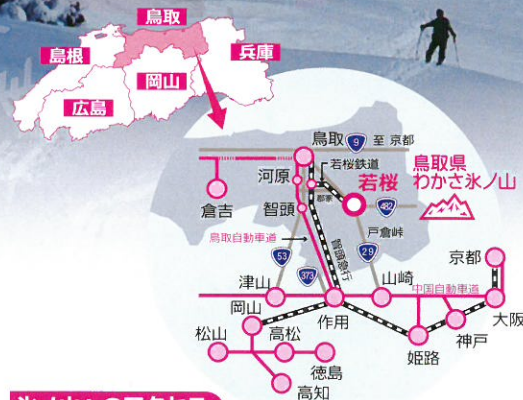 鳥取
島根
兵庫
岡山
広島
鳥取
9
至 京都
若桜鉄道
河原
郡家
若桜
鳥取県
わかさ氷ノ山
倉吉
智頭
482
戸倉峠
鳥取自動車道
智頭急行
53
373
29
京都
津山
山崎
中国自動車道
岡山
作用
大阪
松山
高松
姫路
神戸
徳島
高知